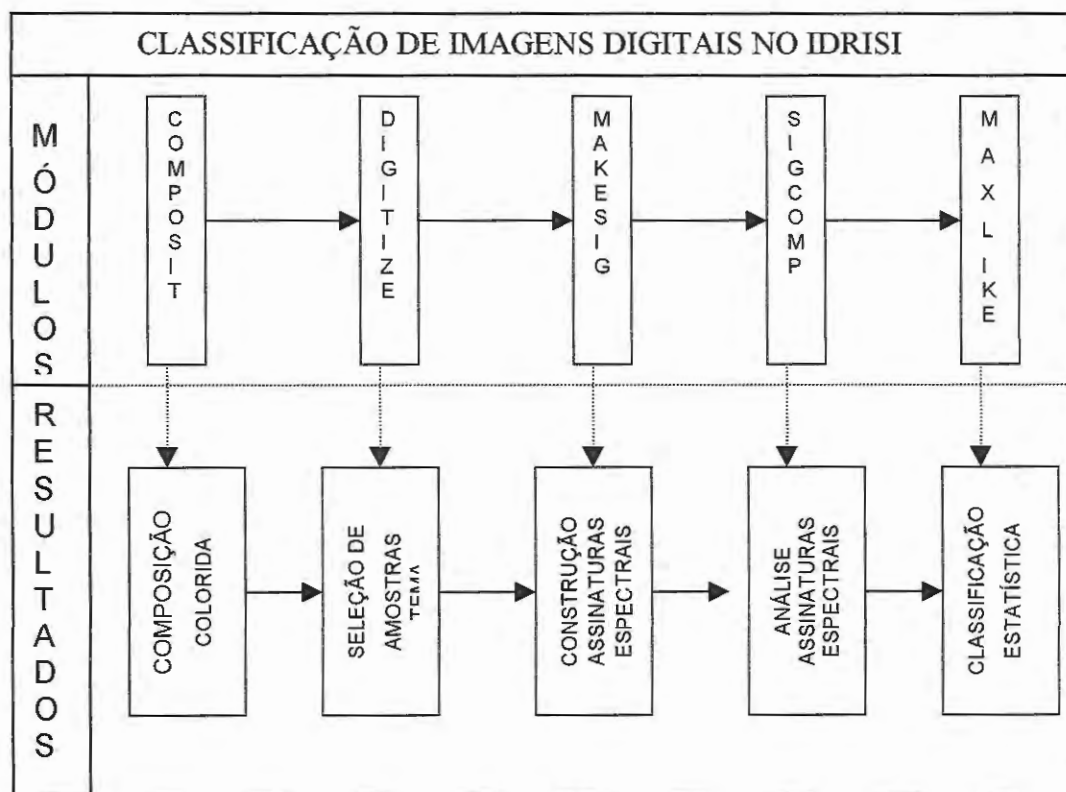 CLASSIFICAÇÃO DE IMAGENS DIGITAIS NO IDRISI
MÓDULOS
COMPOSIT
DIGITIZE
MAKESIG
SIGCOMP
MAXLIKE
RESULTADOS
COMPOSIÇÃO
COLORIDA
SELEÇÃO DE
AMOSTRAS
TEMA
CONSTRUÇÃO
ASSINATURAS
ESPECTRAIS
ANÁLISE
ASSINATURAS
ESPECTRAIS
CLASSIFICAÇÃO
ESTATÍSTICA